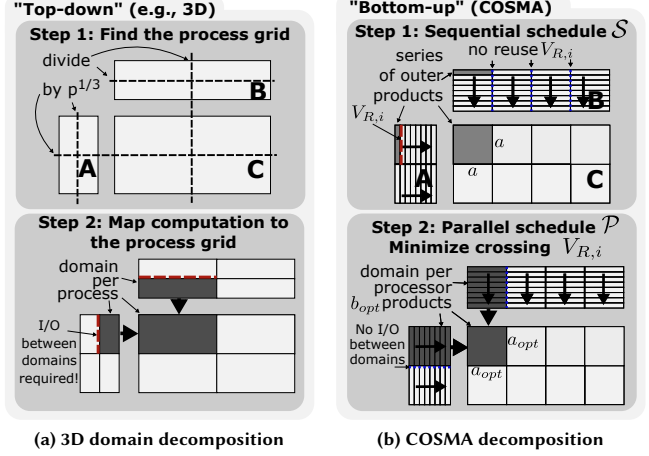 "Top-down" (e.g., 3D)
Step 1: Find the process grid
divide
by p^{1/3}
B
A
C
Step 2: Map computation to
the process grid
domain
per
process
I/O
between
domains
required!
(a) 3D domain decomposition
"Bottom-up" (COSMA)
Step 1: Sequential schedule 𝒮
no reuse V_{R,i}
series
of outer
products
V_{R,i}
B
A
a
a
C
Step 2: Parallel schedule 𝒫
Minimize crossing V_{R,i}
domain per
processor
b_{opt} products
No I/O
between
domains
a_{opt}
a_{opt}
(b) COSMA decomposition